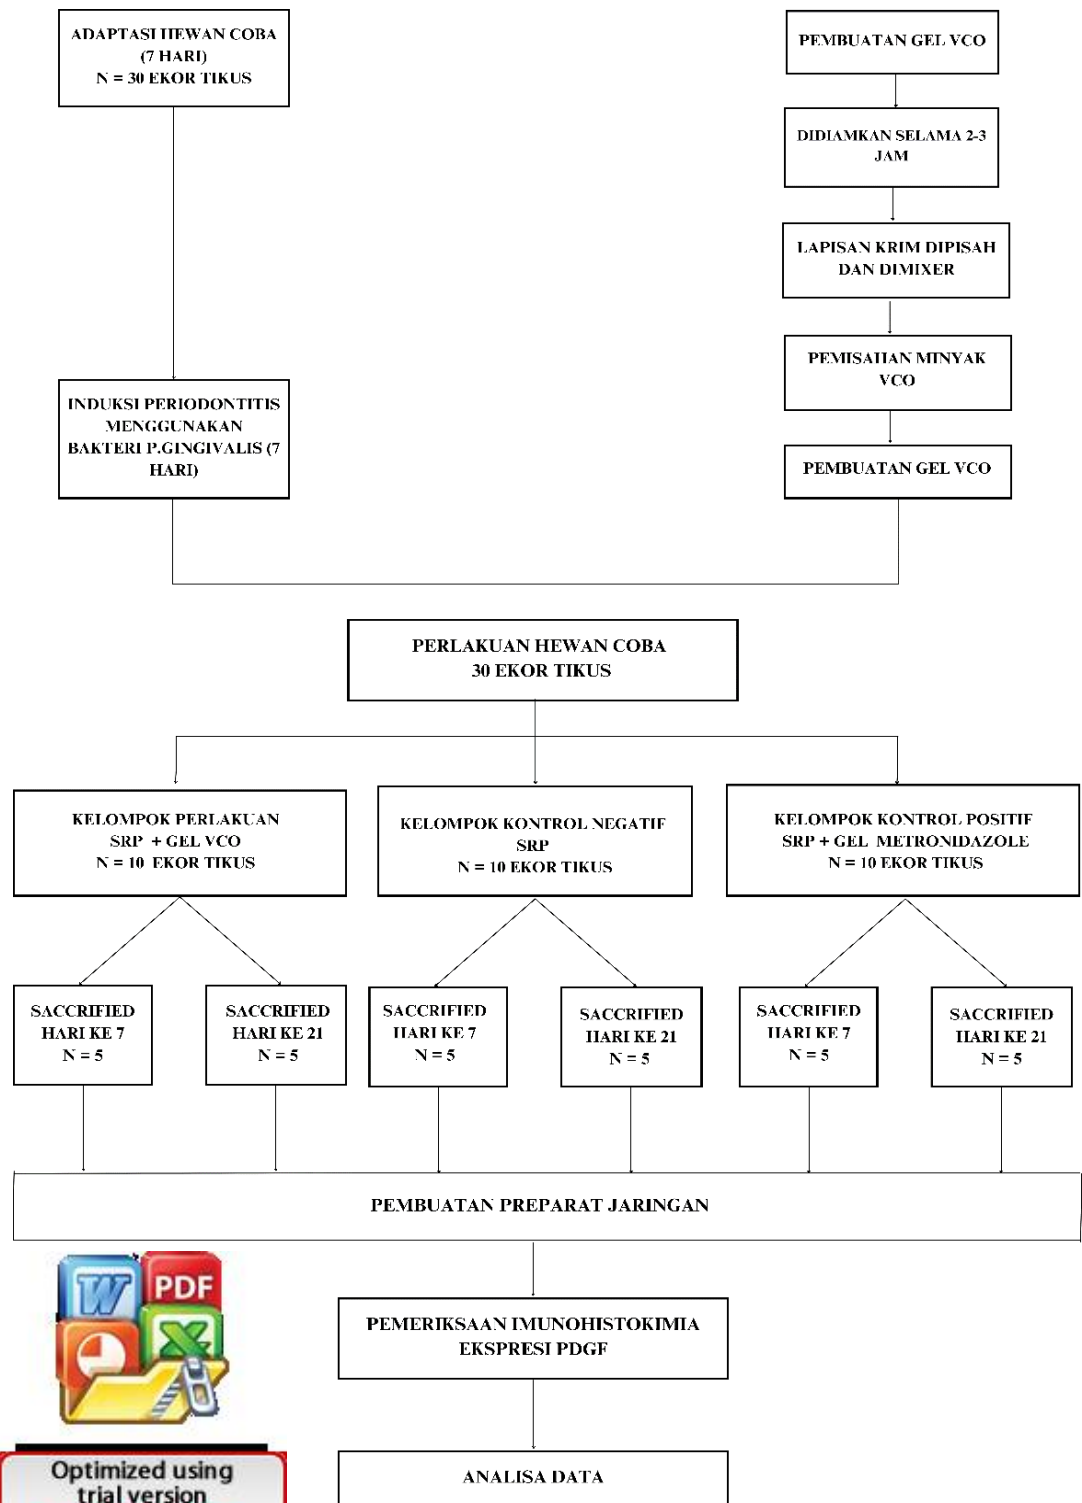 ADAPTASI HEWAN COBA
(7 HARI)
N = 30 EKOR TIKUS
PEMBUATAN GEL VCO
DIDIAMKAN SELAMA 2-3
JAM
LAPISAN KRIM DIPISAH
DAN DIMIXER
PEMISAHAN MINYAK
VCO
INDUKSI PERIODONTITIS
MENGGUNAKAN
BAKTERI P.GINGIVALIS (7
HARI)
PEMBUATAN GEL VCO
PERLAKUAN HEWAN COBA
30 EKOR TIKUS
KELOMPOK PERLAKUAN
SRP + GEL VCO
N = 10 EKOR TIKUS
KELOMPOK KONTROL NEGATIF
SRP
N = 10 EKOR TIKUS
KELOMPOK KONTROL POSITIF
SRP + GEL METRONIDAZOLE
N = 10 EKOR TIKUS
SACCRIFIED
HARI KE 7
N = 5
SACCRIFIED
HARI KE 21
N = 5
SACCRIFIED
HARI KE 7
N = 5
SACCRIFIED
HARI KE 21
N = 5
SACCRIFIED
HARI KE 7
N = 5
SACCRIFIED
HARI KE 21
N = 5
PEMBUATAN PREPARAT JARINGAN
W PDF
X
PEMERIKSAAN IMUNOHISTOKIMIA
EKSPRESI PDGF
ANALISA DATA
Optimized using
trial version